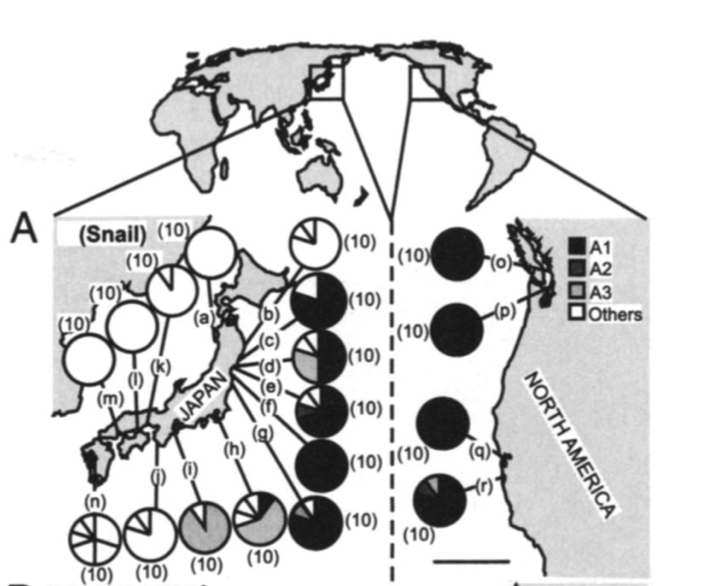 A
(Snail)
(10)
(10)
(10)
(10)
(10)
(10)
(10)
(10)
(10)
(10)
(a)
(b)
(c)
(d)
(e)
(f)
(g)
(h)
(i)
(j)
(k)
(l)
(m)
(n)
JAPAN
(10)
(10)
(10)
(10)
(10)
(10)
(10)
(10)
(o)
(p)
(q)
(r)
A1
A2
A3
Others
NORTH AMERICA